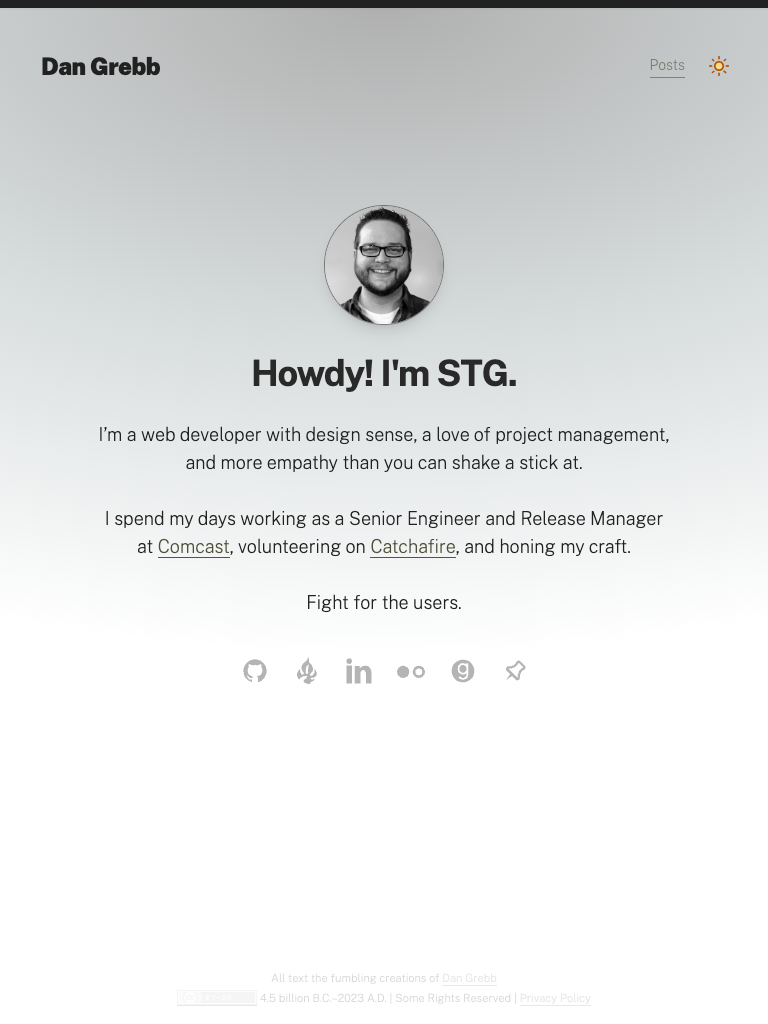 Dan Grebb
Posts
Howdy! I'm STG.
I’m a web developer with design sense, a love of project management,
and more empathy than you can shake a stick at.
I spend my days working as a Senior Engineer and Release Manager
at Comcast, volunteering on Catchafire, and honing my craft.
Fight for the users.
in
All text the fumbling creations of Dan Grebb
4.5 billion B.C.–2023 A.D. | Some Rights Reserved | Privacy Policy